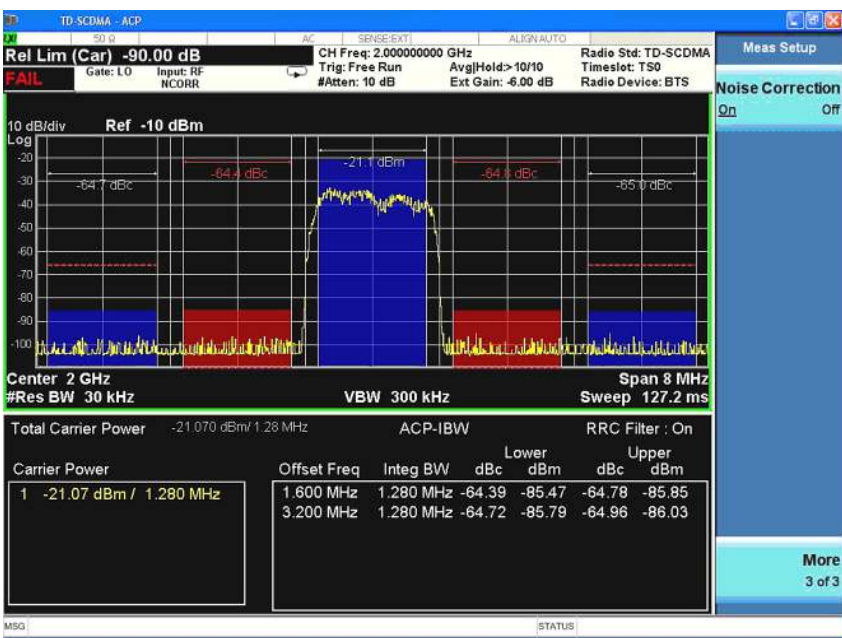 TD-SCDMA - ACP
50 Ω AC SENSE:EXT ALIGN AUTO
Rel Lim (Car) -90.00 dB
CH Freq: 2.000000000 GHz Radio Std: TD-SCDMA
FAIL Gate: LO Input: RF Trig: Free Run Avg|Hold:>10/10 Timeslot: TS0
NCORR #Atten: 10 dB Ext Gain: -6.00 dB Radio Device: BTS
Meas Setup
Noise Correction
On Off
10 dB/div Ref -10 dBm
Log
-20
-30
-40
-50
-60
-70
-80
-90
-100
-64.7 dBc
-64.4 dBc
-21.1 dBm
-64.8 dBc
-65.0 dBc
Center 2 GHz Span 8 MHz
#Res BW 30 kHz VBW 300 kHz Sweep 127.2 ms
Total Carrier Power -21.070 dBm/ 1.28 MHz ACP-IBW RRC Filter : On
Lower Upper
Carrier Power Offset Freq Integ BW dBc dBm dBc dBm
1 -21.07 dBm / 1.280 MHz 1.600 MHz 1.280 MHz -64.39 -85.47 -64.78 -85.85
3.200 MHz 1.280 MHz -64.72 -85.79 -64.96 -86.03
More
3 of 3
MSG STATUS